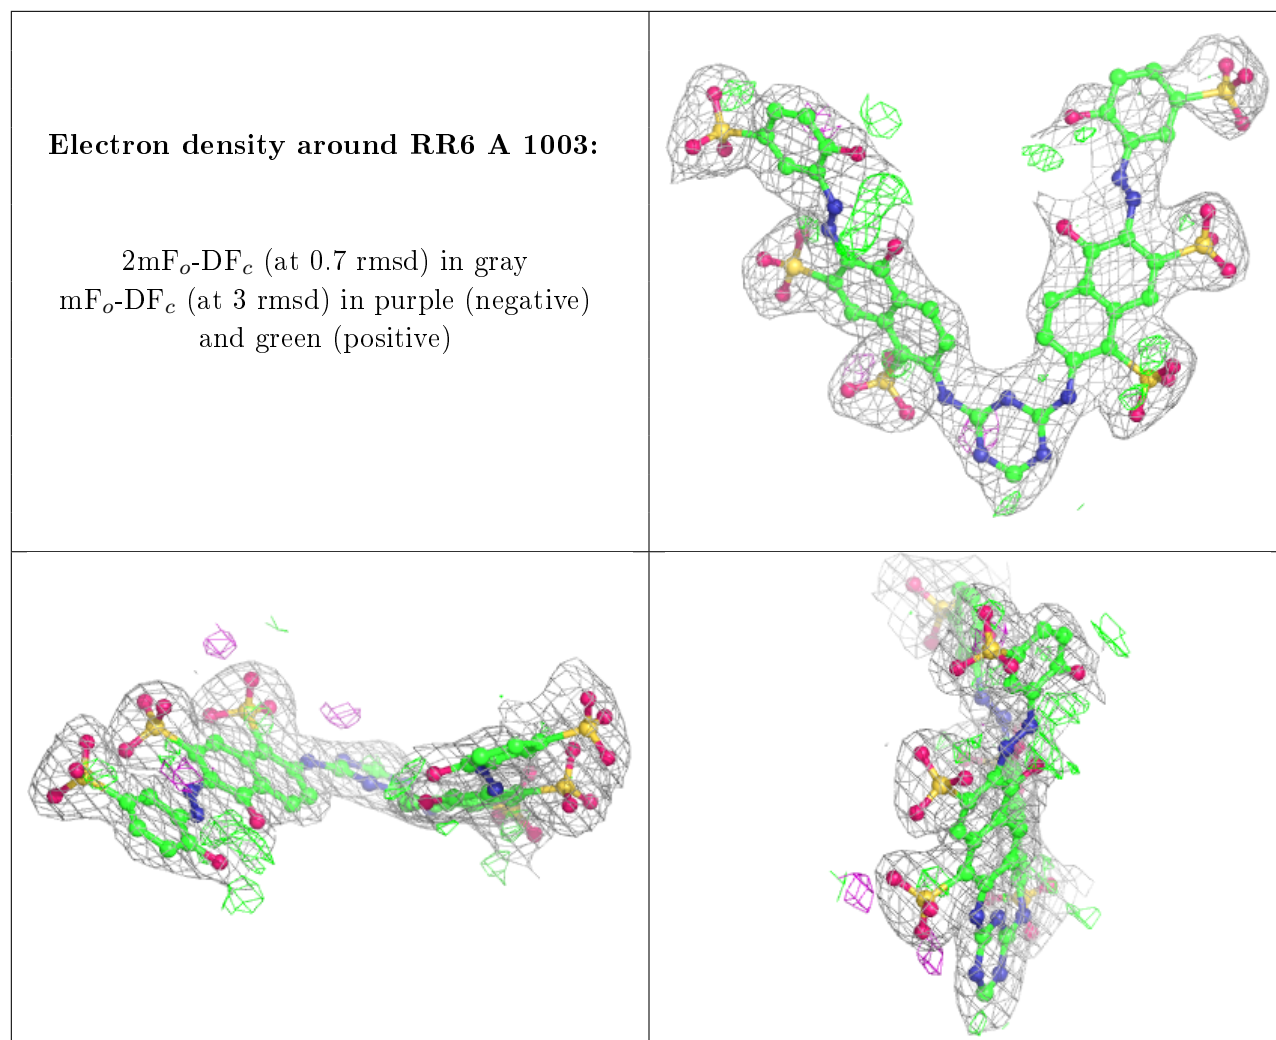 Electron density around RR6 A 1003:
2mFo-DFc (at 0.7 rmsd) in gray
mFo-DFc (at 3 rmsd) in purple (negative)
and green (positive)